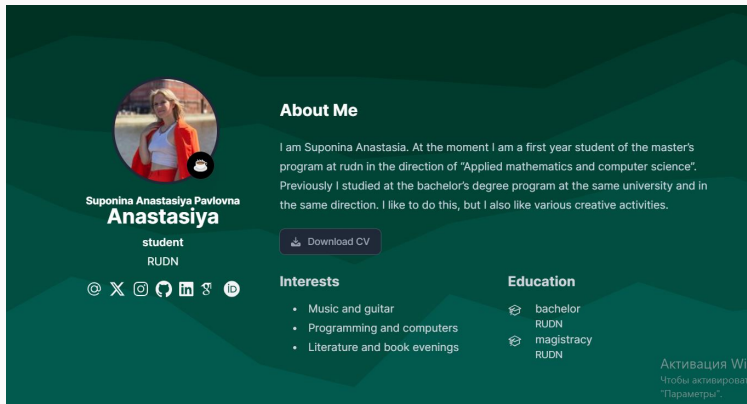 Suponina Anastasiya Pavlovna
Anastasiya
student
RUDN
About Me
I am Suponina Anastasia. At the moment I am a first year student of the master's
program at rudn in the direction of “Applied mathematics and computer science”.
Previously I studied at the bachelor's degree program at the same university and in
the same direction. I like to do this, but I also like various creative activities.
Download CV
Interests
• Music and guitar
• Programming and computers
• Literature and book evenings
Education
bachelor
RUDN
magistracy
RUDN
Активация Wi
Чтобы активироват
"Параметры".